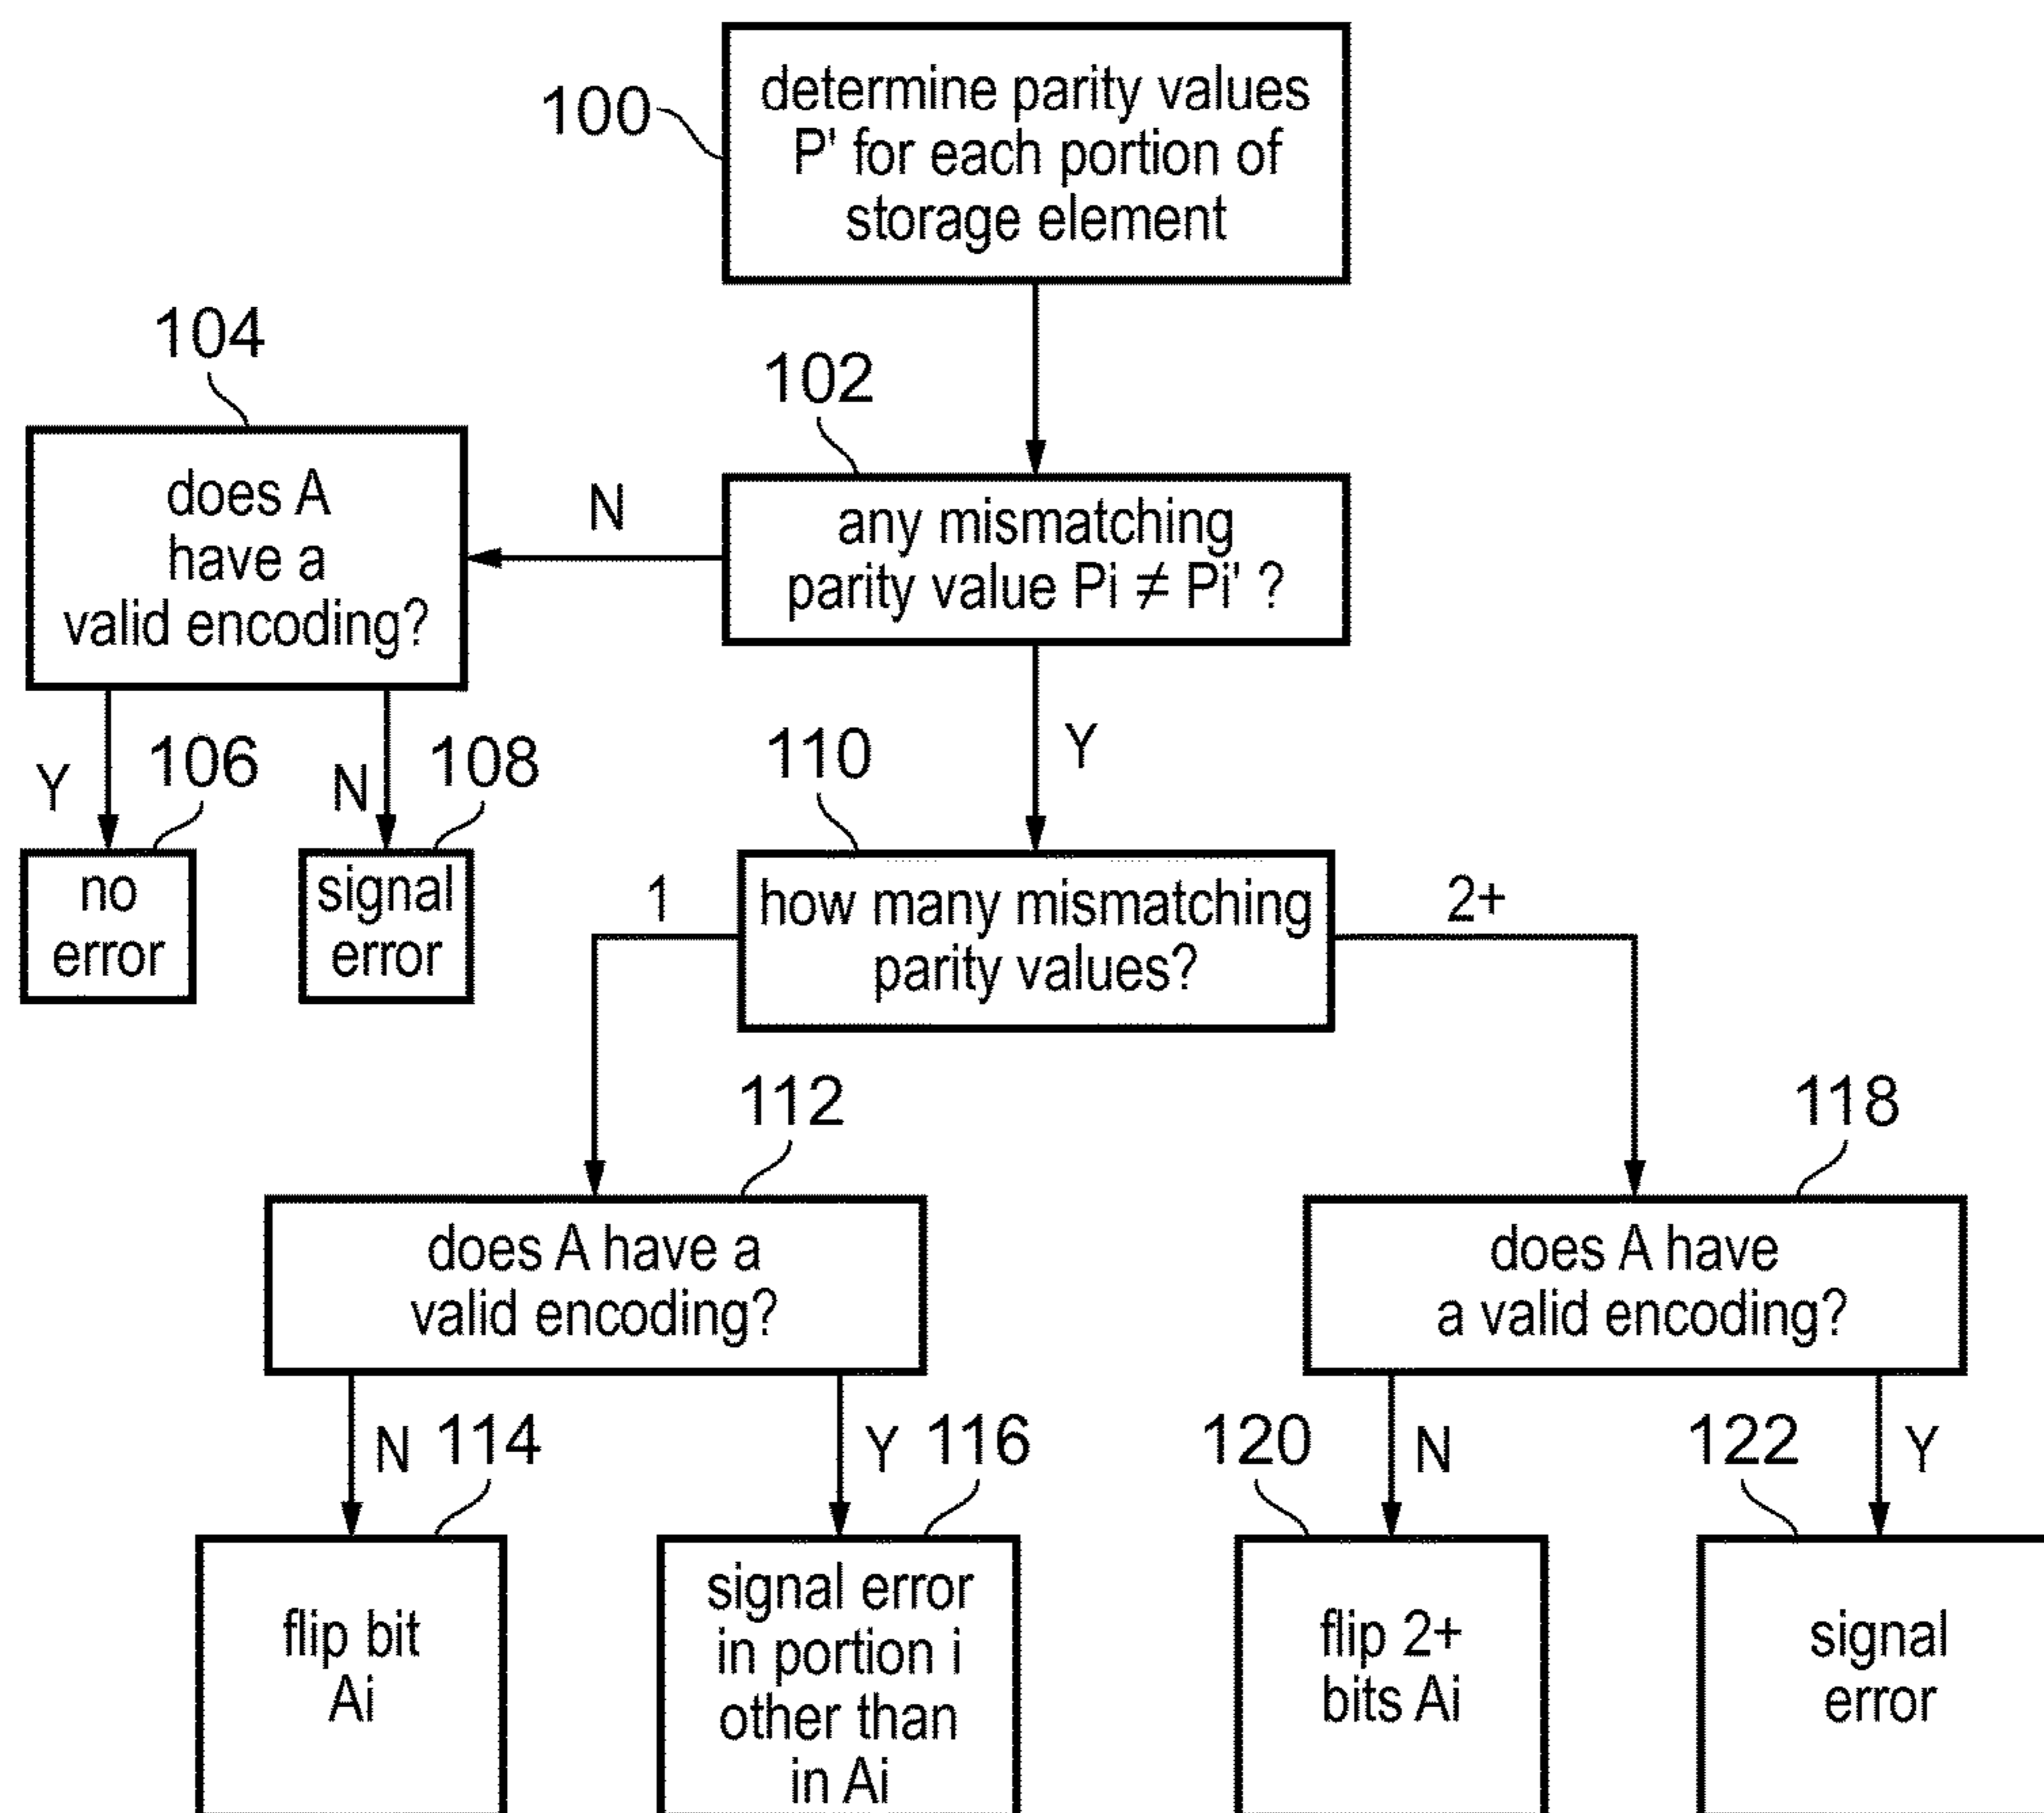 100
determine parity values
P' for each portion of
storage element
104
102
does A
have a
valid encoding?
N
any mismatching
parity value Pi ≠ Pi' ?
Y
106
N
108
110
Y
no
error
signal
error
1
how many mismatching
parity values?
2+
112
118
does A have a
valid encoding?
does A have
a valid encoding?
N
114
Y
116
120
N
122
Y
flip bit
Ai
signal error
in portion i
other than
in Ai
flip 2+
bits Ai
signal
error